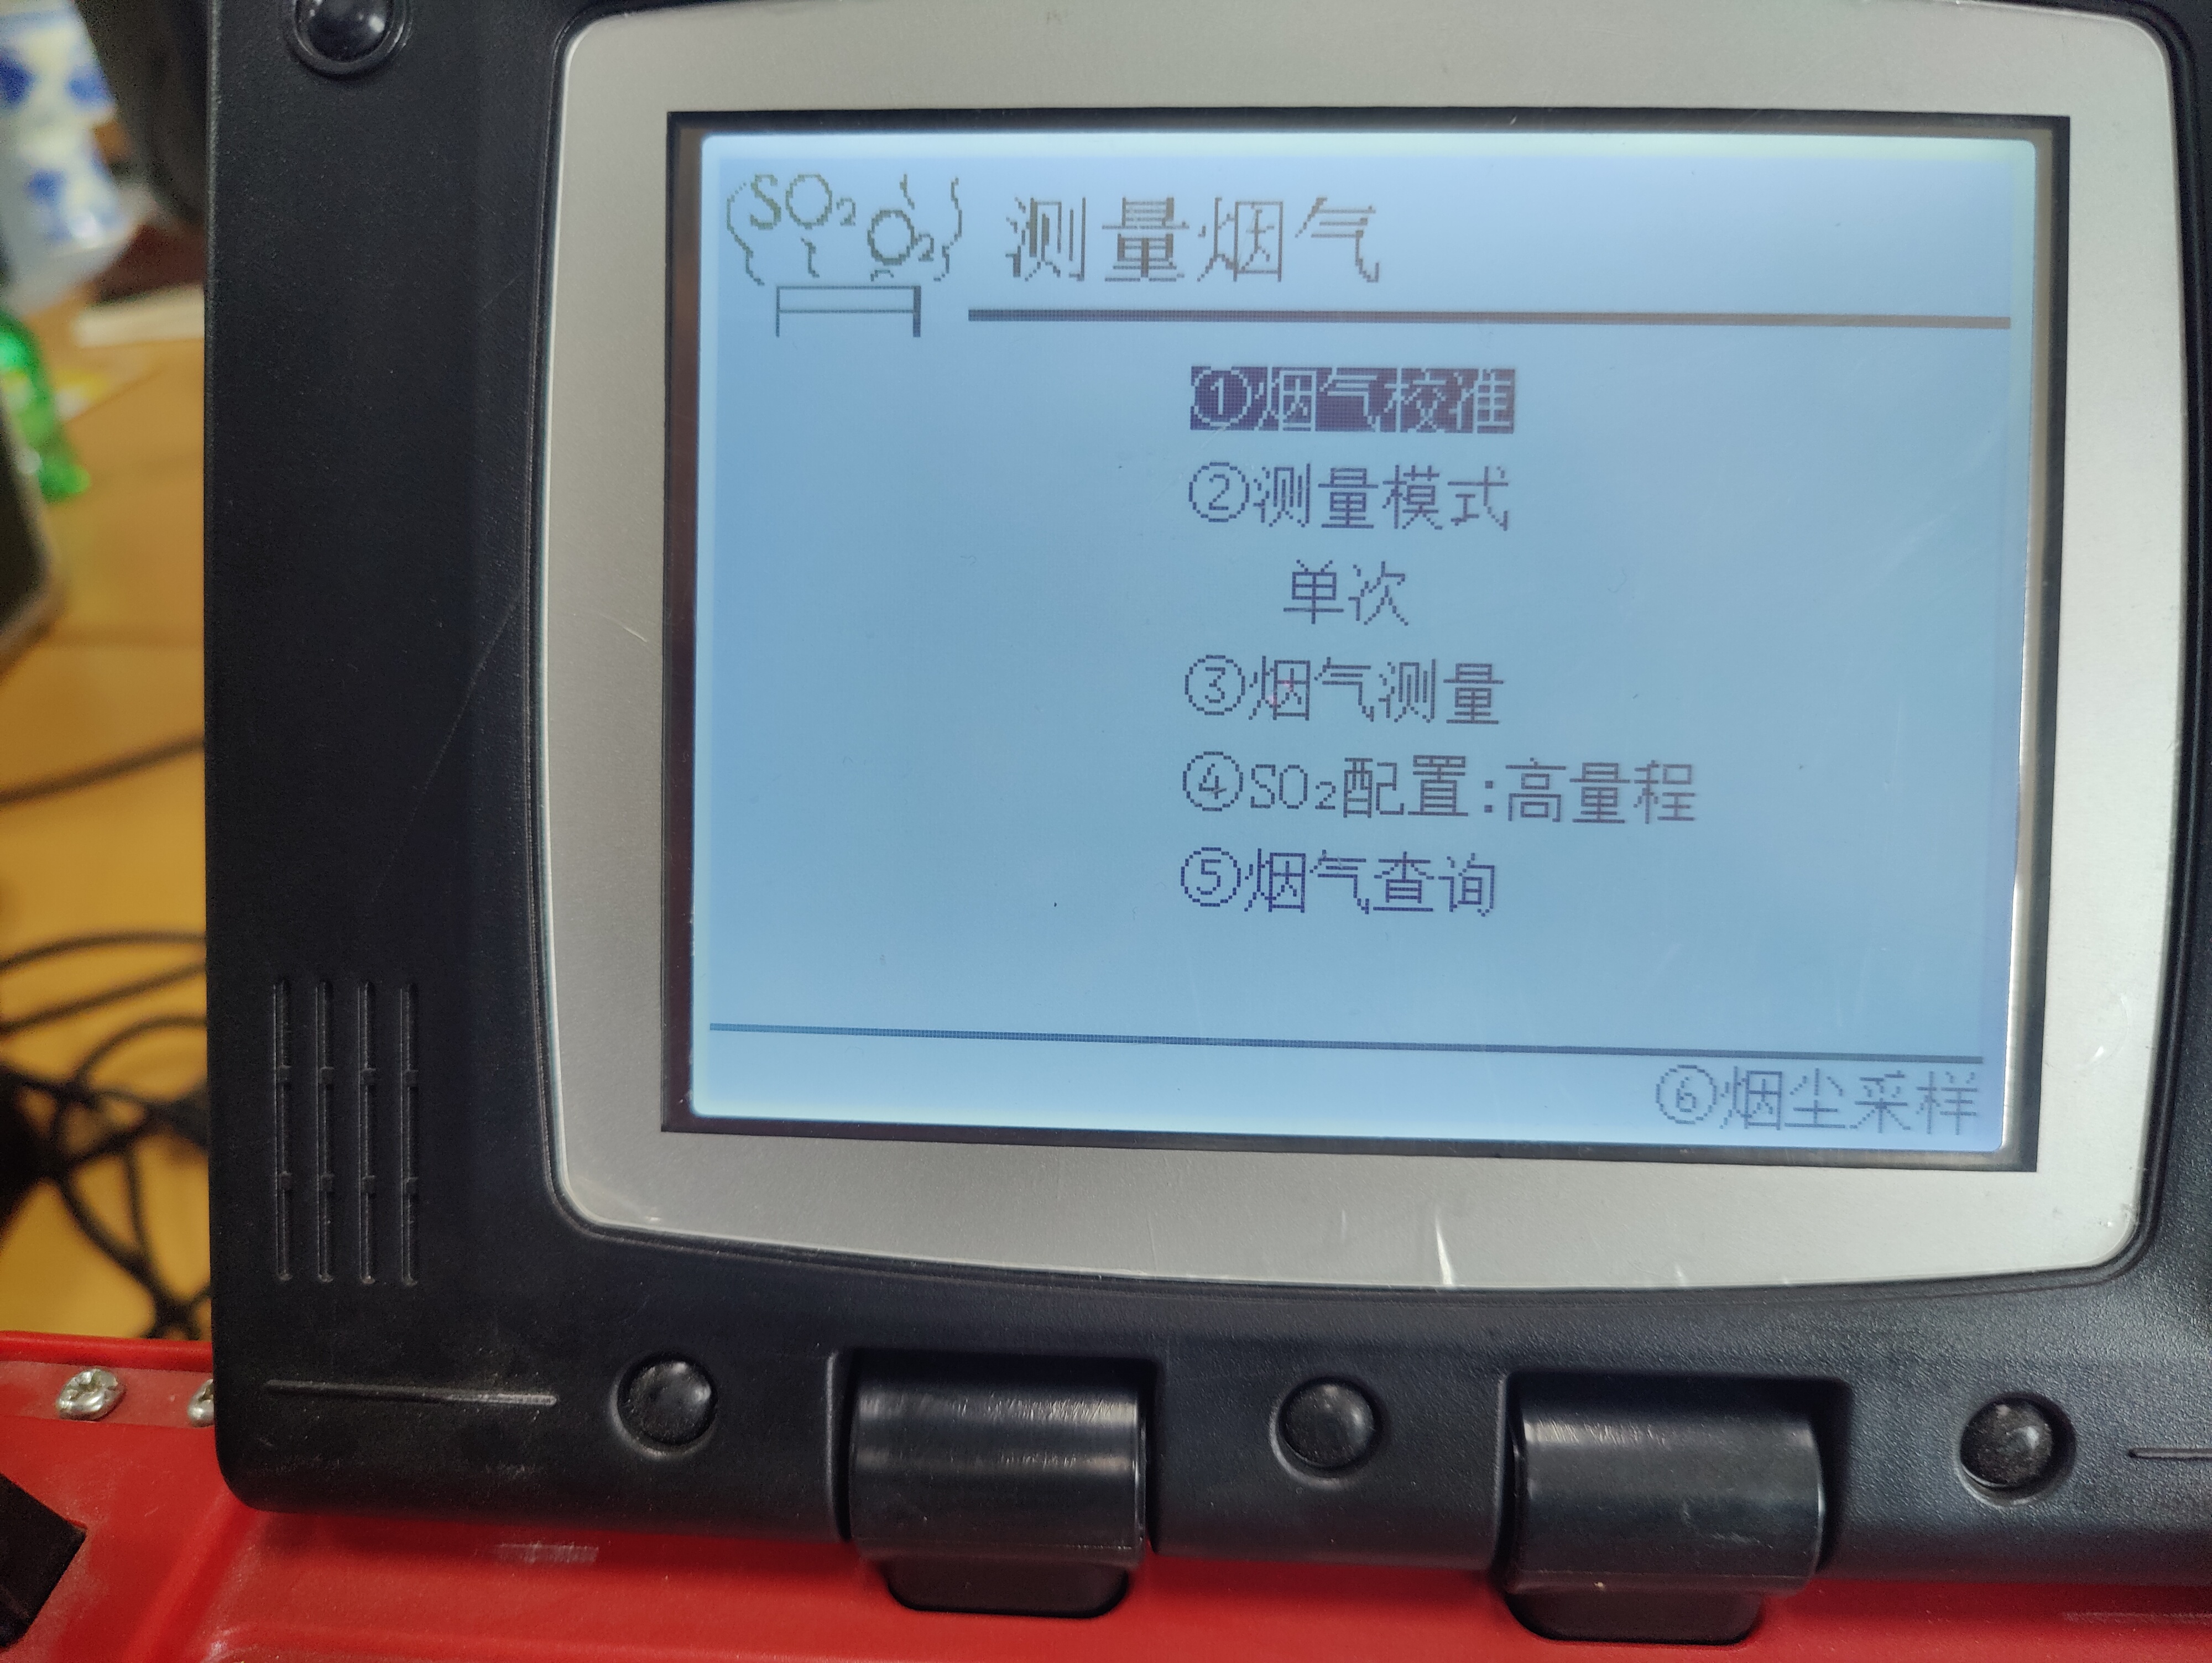 SO₂ O₂ 测量烟气
①烟气校准
②测量模式
单次
③烟气测量
④SO₂配置:高量程
⑤烟气查询
⑥烟尘采样